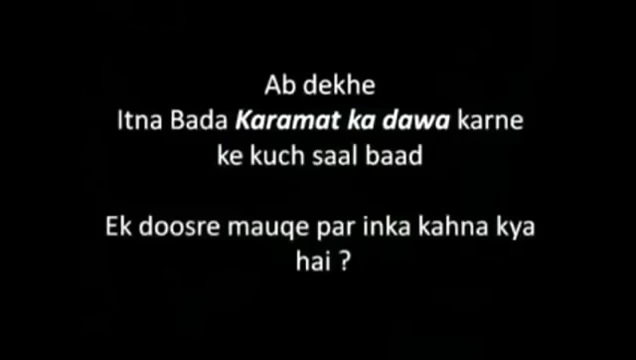 Ab dekhe
Itna Bada Karamat ka dawa karne
ke kuch saal baad
Ek doosre mauqe par inka kahna kya
hai ?